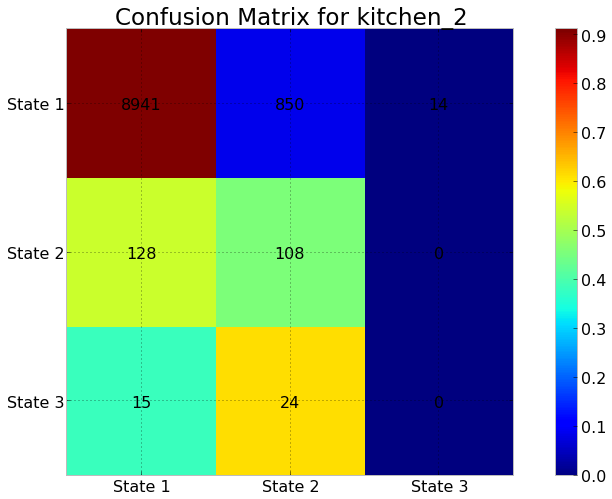 Confusion Matrix for kitchen_2
State 1 8941 850 14
State 2 128 108 0
State 3 15 24 0
State 1 State 2 State 3
0.9
0.8
0.7
0.6
0.5
0.4
0.3
0.2
0.1
0.0